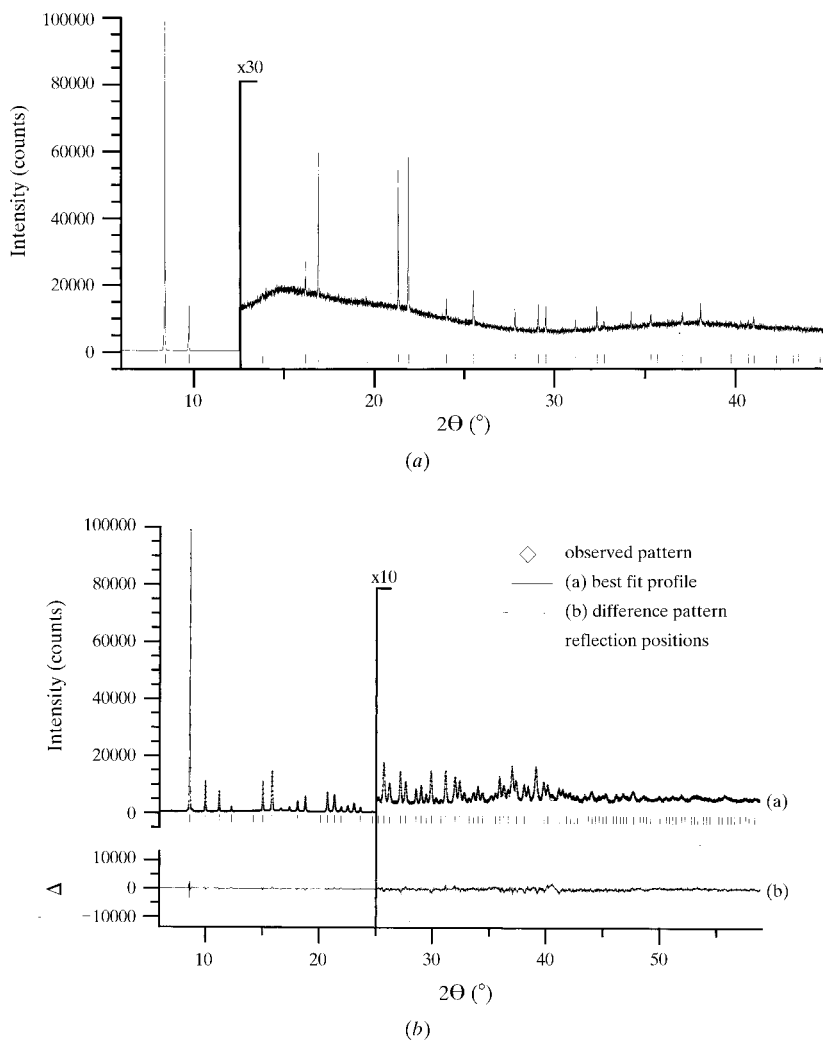 100000
x30
80000
60000
40000
20000
0
Intensity (counts)
10 20 30 40
2Θ (°)
(a)
100000
x10
80000
60000
40000
20000
0
Intensity (counts)
observed pattern
(a) best fit profile
(b) difference pattern
reflection positions
(a)
10000
0
−10000
Δ
(b)
10 20 30 40 50
2Θ (°)
(b)